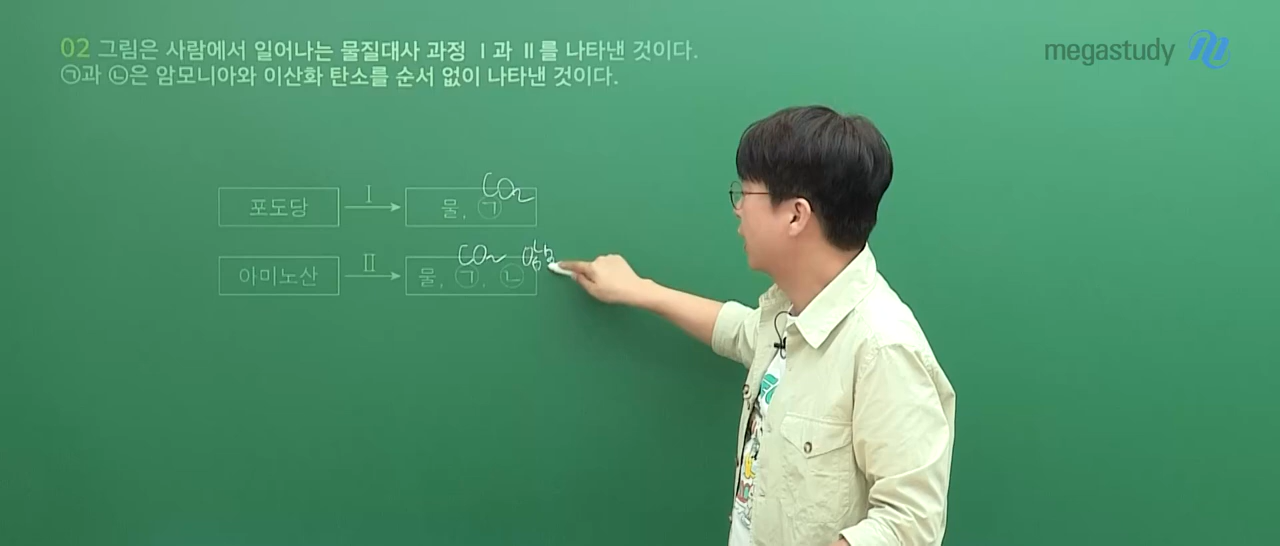 02 그림은 사람에서 일어나는 물질대사 과정 Ⅰ과 Ⅱ를 나타낸 것이다.
㉠과 ㉡은 암모니아와 이산화 탄소를 순서 없이 나타낸 것이다.
megastudy
CO₂
포도당 Ⅰ 물, ㉠
CO₂
아미노산 Ⅱ 물, ㉠, ㉡